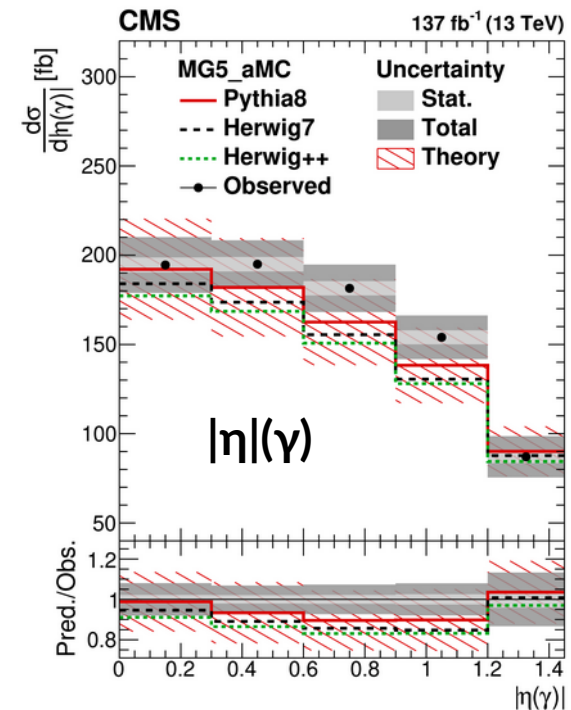 CMS 137 fb⁻¹ (13 TeV)
dσ/d|η(γ)| [fb]
300
250
200
150
100
50
MG5_aMC
Pythia8
Herwig7
Herwig++
Observed
Uncertainty
Stat.
Total
Theory
|η|(γ)
Pred./Obs.
1.2
1
0.8
0 0.2 0.4 0.6 0.8 1 1.2 1.4
|η(γ)|